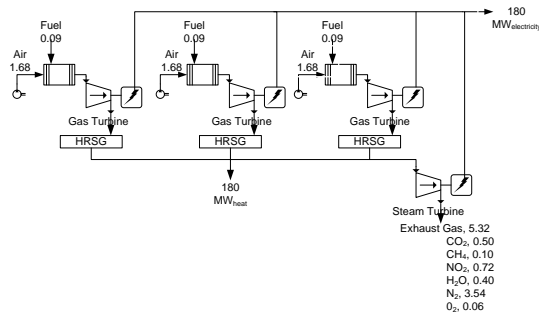 Fuel
0.09
Fuel
0.09
Fuel
0.09
180
MWelectricity
Air
1.68
Air
1.68
Air
1.68
Gas Turbine
Gas Turbine
Gas Turbine
HRSG
HRSG
HRSG
180
MWheat
Steam Turbine
Exhaust Gas, 5.32
CO₂, 0.50
CH₄, 0.10
NO₂, 0.72
H₂O, 0.40
N₂, 3.54
0₂, 0.06